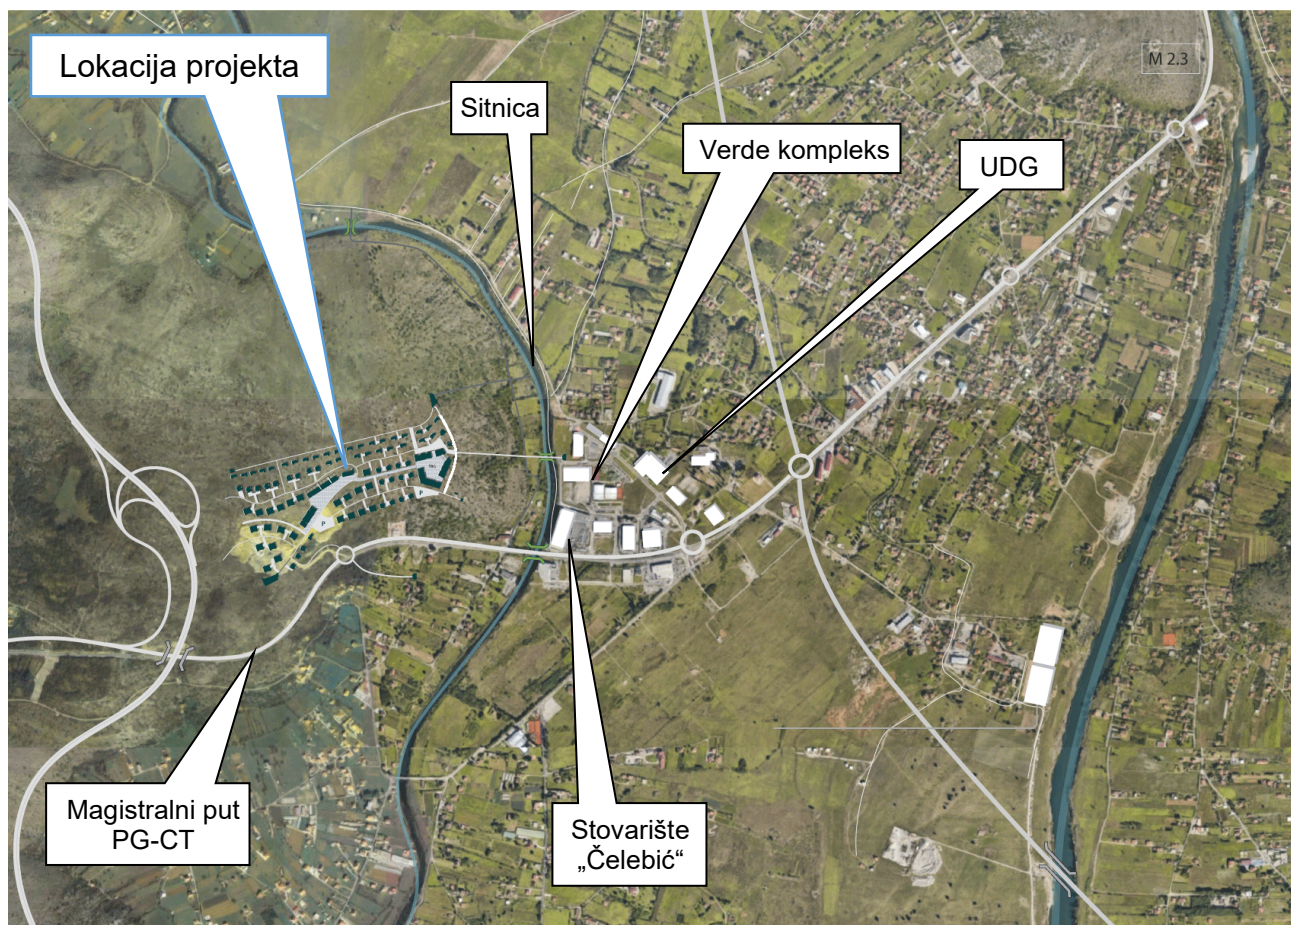 Lokacija projekta
Sitnica
Verde kompleks
UDG
M 2.3
P
P
Magistralni put
PG-CT
Stovarište
„Čelebić“